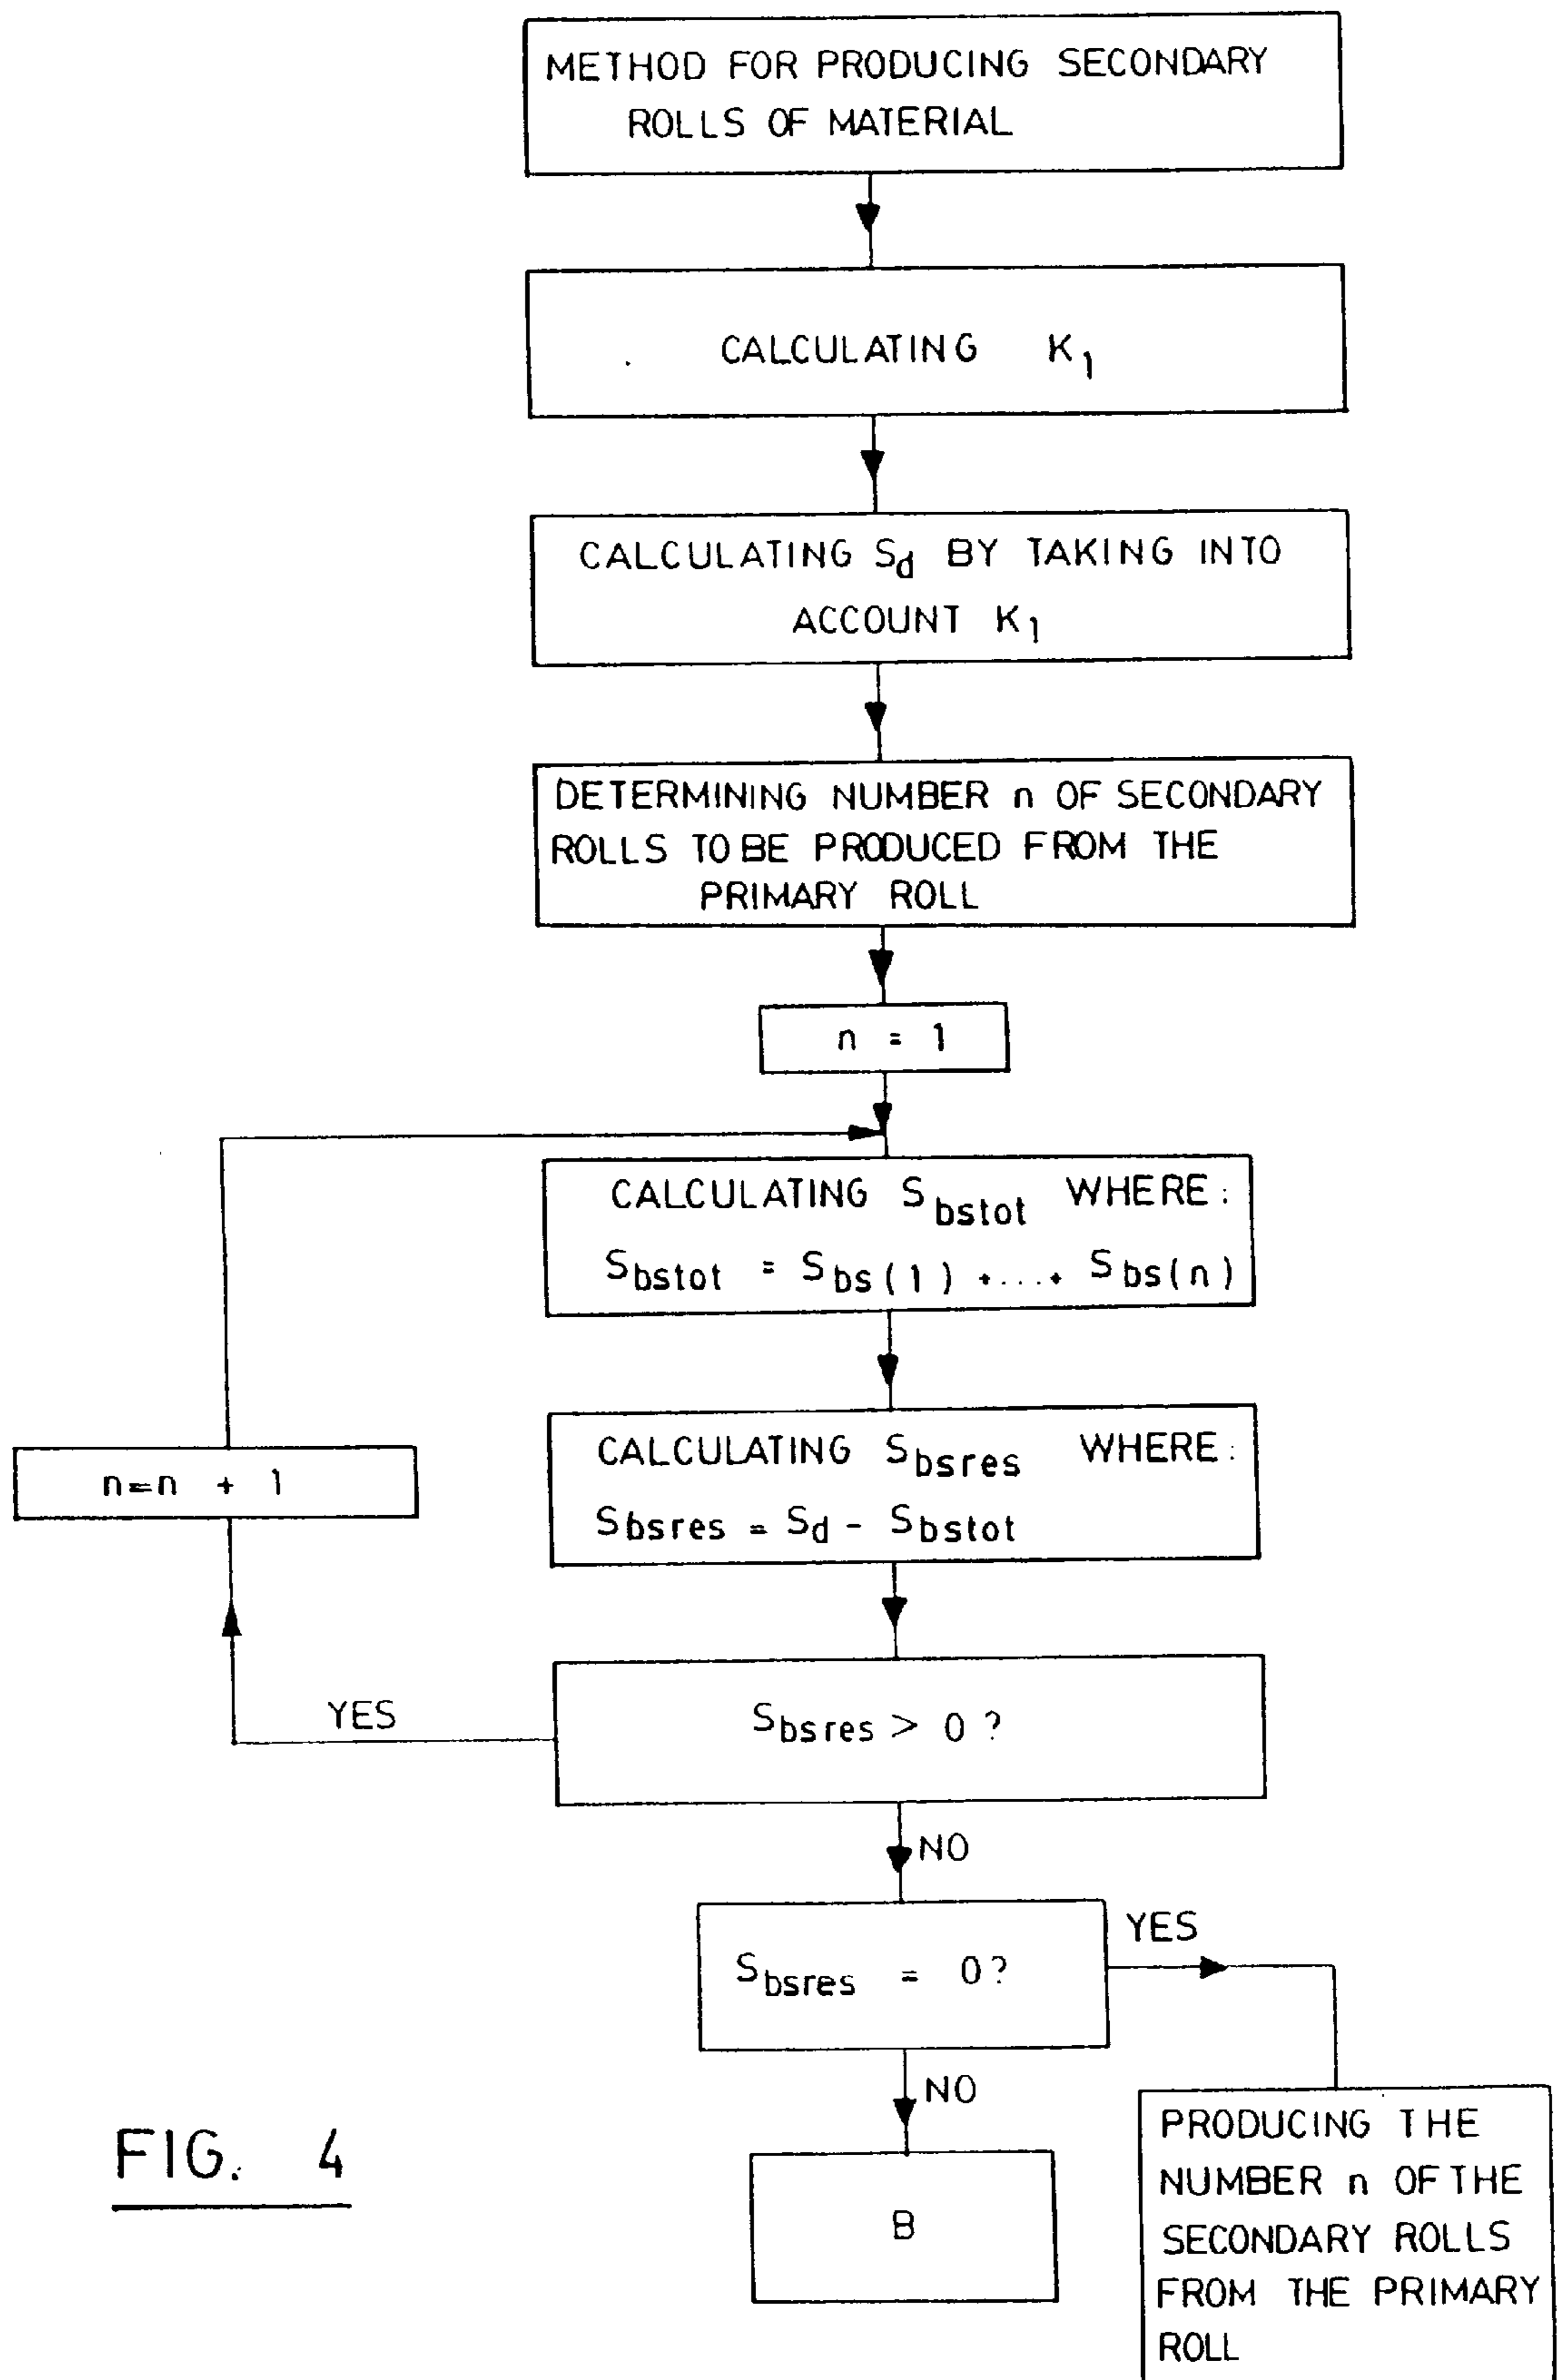 METHOD FOR PRODUCING SECONDARY
ROLLS OF MATERIAL
CALCULATING K1
CALCULATING Sd BY TAKING INTO
ACCOUNT K1
DETERMINING NUMBER n OF SECONDARY
ROLLS TO BE PRODUCED FROM THE
PRIMARY ROLL
n = 1
CALCULATING Sbstot WHERE:
Sbstot = Sbs(1) +...+ Sbs(n)
CALCULATING Sbsres WHERE:
Sbsres = Sd - Sbstot
n=n + 1
YES
Sbsres > 0?
NO
Sbsres = 0?
YES
NO
B
PRODUCING THE
NUMBER n OF THE
SECONDARY ROLLS
FROM THE PRIMARY
ROLL
FIG. 4